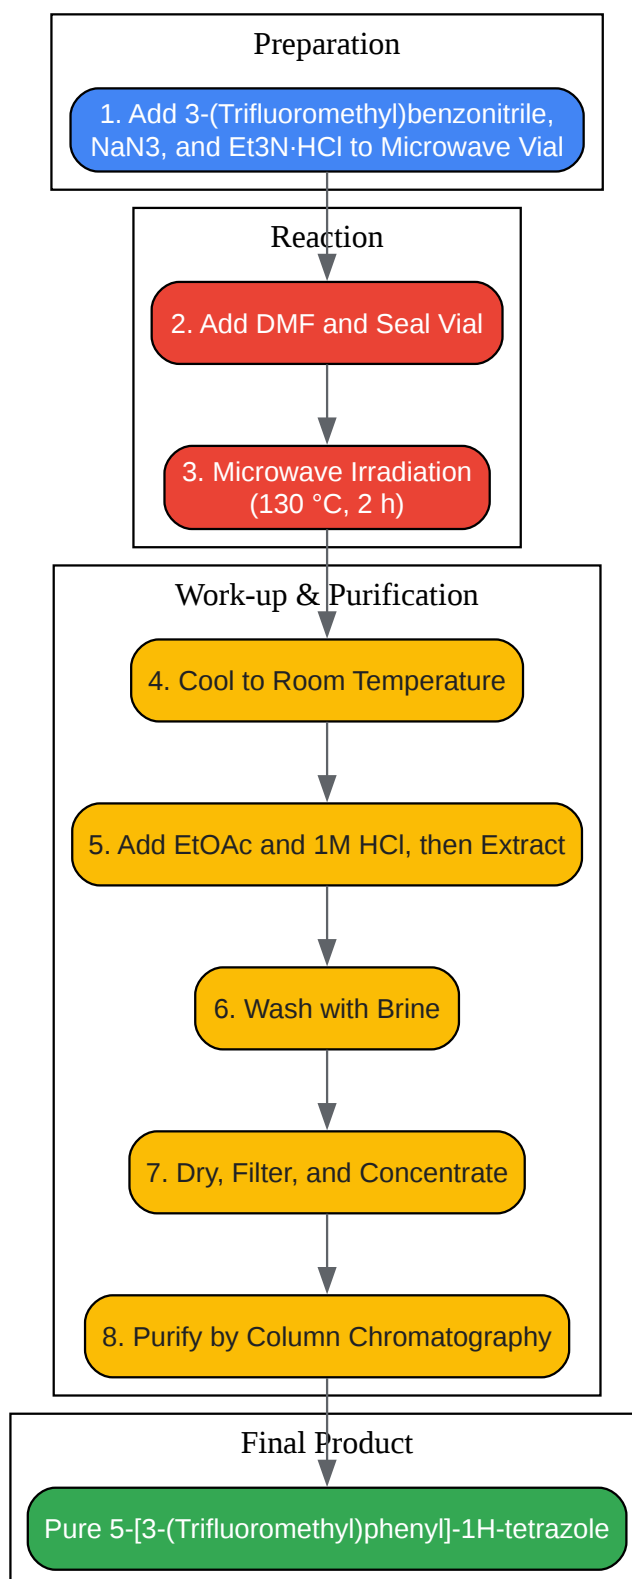 Preparation
1. Add 3-(Trifluoromethyl)benzonitrile,
NaN3, and Et3N·HCl to Microwave Vial
Reaction
2. Add DMF and Seal Vial
3. Microwave Irradiation
(130 °C, 2 h)
Work-up & Purification
4. Cool to Room Temperature
5. Add EtOAc and 1M HCl, then Extract
6. Wash with Brine
7. Dry, Filter, and Concentrate
8. Purify by Column Chromatography
Final Product
Pure 5-[3-(Trifluoromethyl)phenyl]-1H-tetrazole